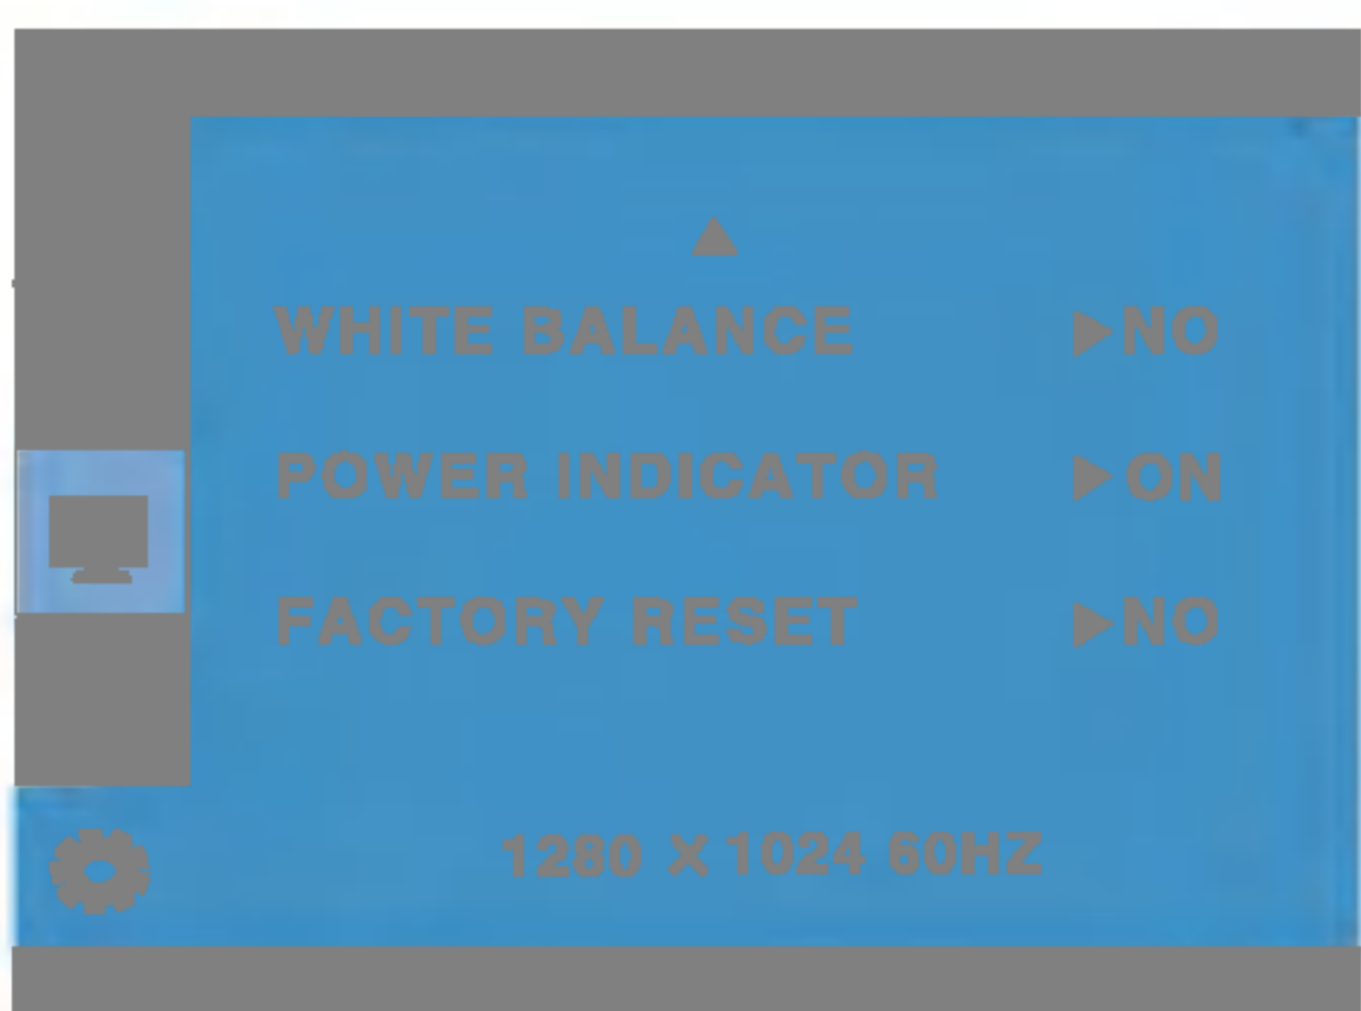 WHITE BALANCE ▶NO
POWER INDICATOR ▶ON
FACTORY RESET ▶NO
1280 X 1024 60HZ